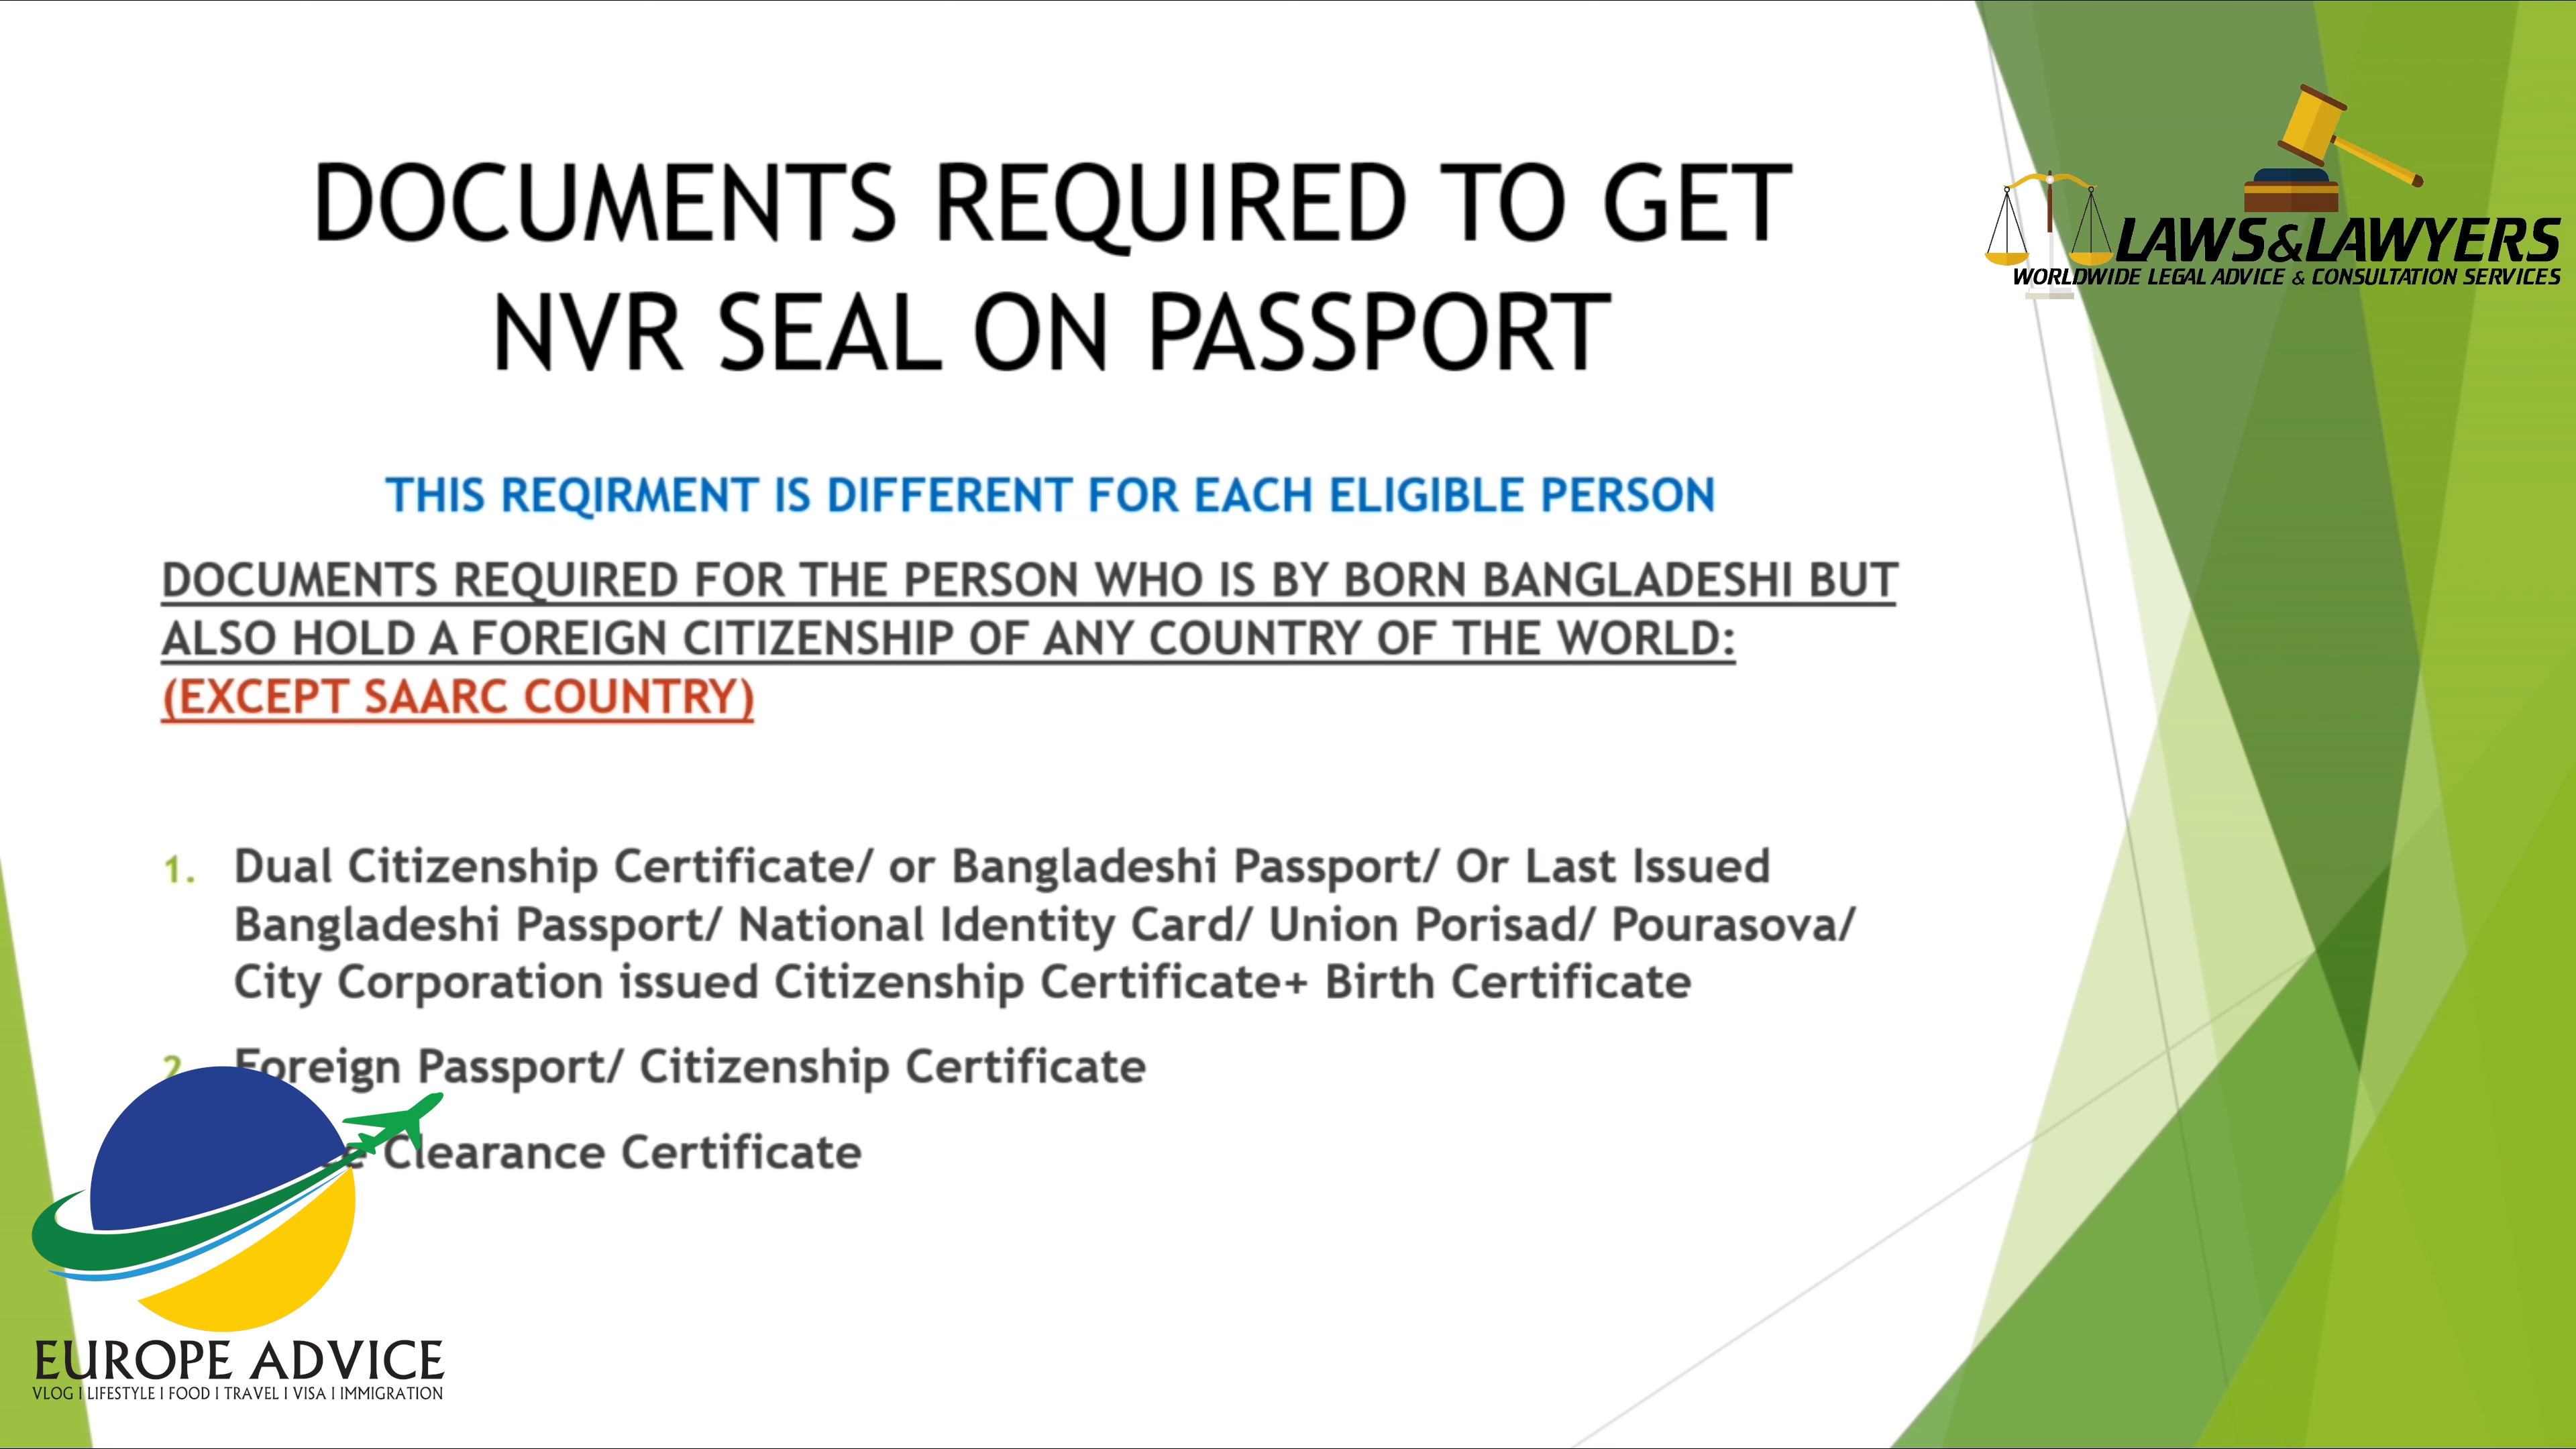 DOCUMENTS REQUIRED TO GET
NVR SEAL ON PASSPORT
LAWS&LAWYERS
WORLDWIDE LEGAL ADVICE & CONSULTATION SERVICES
THIS REQIRMENT IS DIFFERENT FOR EACH ELIGIBLE PERSON
DOCUMENTS REQUIRED FOR THE PERSON WHO IS BY BORN BANGLADESHI BUT
ALSO HOLD A FOREIGN CITIZENSHIP OF ANY COUNTRY OF THE WORLD:
(EXCEPT SAARC COUNTRY)
1. Dual Citizenship Certificate/ or Bangladeshi Passport/ Or Last Issued
Bangladeshi Passport/ National Identity Card/ Union Porisad/ Pourasova/
City Corporation issued Citizenship Certificate+ Birth Certificate
2. Foreign Passport/ Citizenship Certificate
Clearance Certificate
EUROPE ADVICE
VLOG | LIFESTYLE | FOOD | TRAVEL | VISA | IMMIGRATION